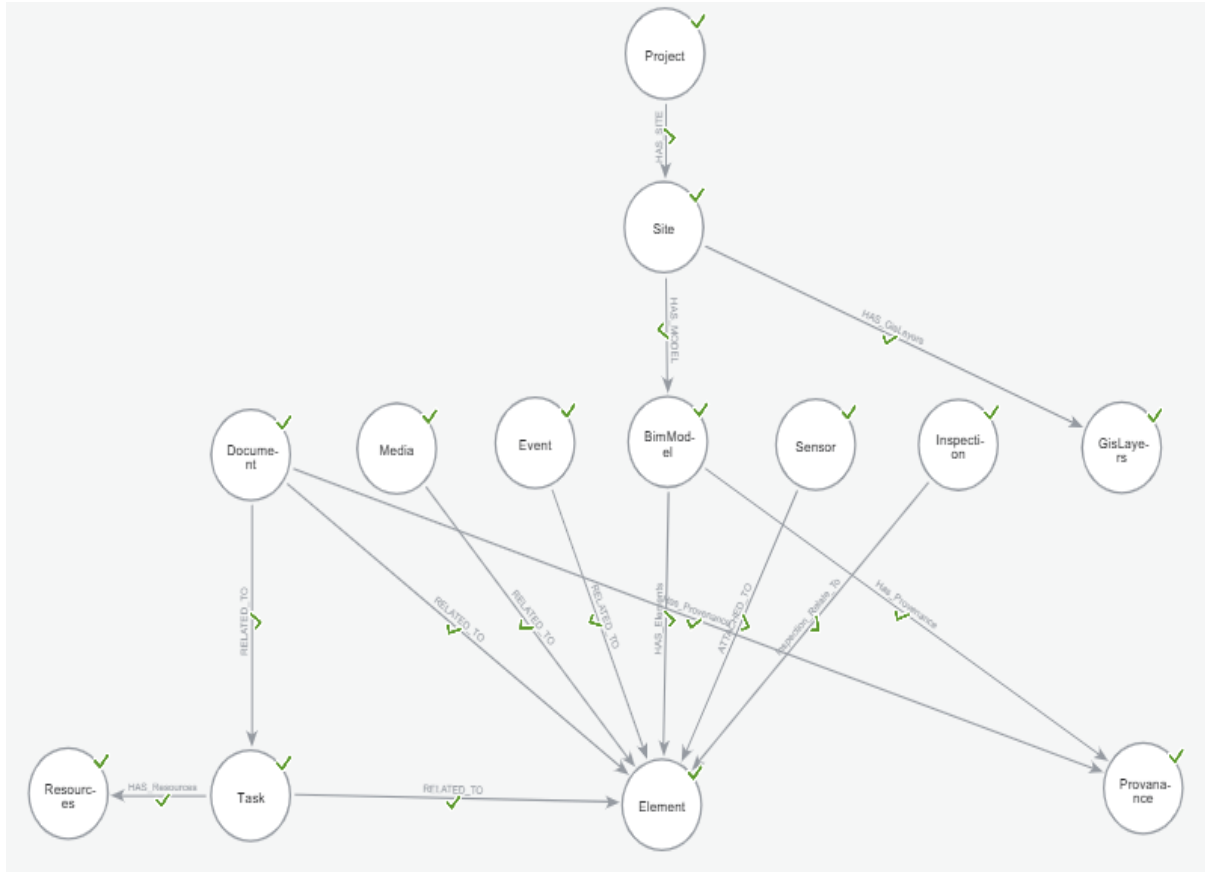 Project
HAS_SITE
Site
HAS_MODEL
HAS_GisLayers
Docume-
nt
Media
Event
BimMod-
el
Sensor
Inspecti-
on
GisLaye-
rs
RELATED_TO
RELATED_TO
RELATED_TO
RELATED_TO
HAS_Elements
Has_Provenance
ATTACHED_TO
Inspection_Relate_To
Has_Provenance
Resourc-
es
HAS_Resources
Task
RELATED_TO
Element
Provana-
nce